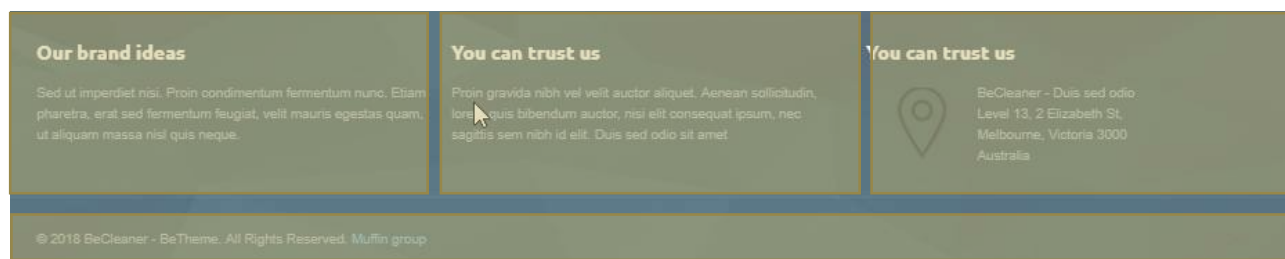 Our brand ideas
Sed ut imperdiet nisi. Proin condimentum fermentum nunc. Etiam
pharetra, erat sed fermentum feugiat, velit mauris egestas quam,
ut aliquam massa nisl quis neque.
You can trust us
Proin gravida nibh vel velit auctor aliquet. Aenean sollicitudin,
quis bibendum auctor, nisi elit consequat ipsum, nec
sagittis sem nibh id elit. Duis sed odio sit amet
You can trust us
BeCleaner - Duis sed odio
Level 13, 2 Elizabeth St,
Melbourne, Victoria 3000
Australia
© 2018 BeCleaner - BeTheme. All Rights Reserved. Muffin group